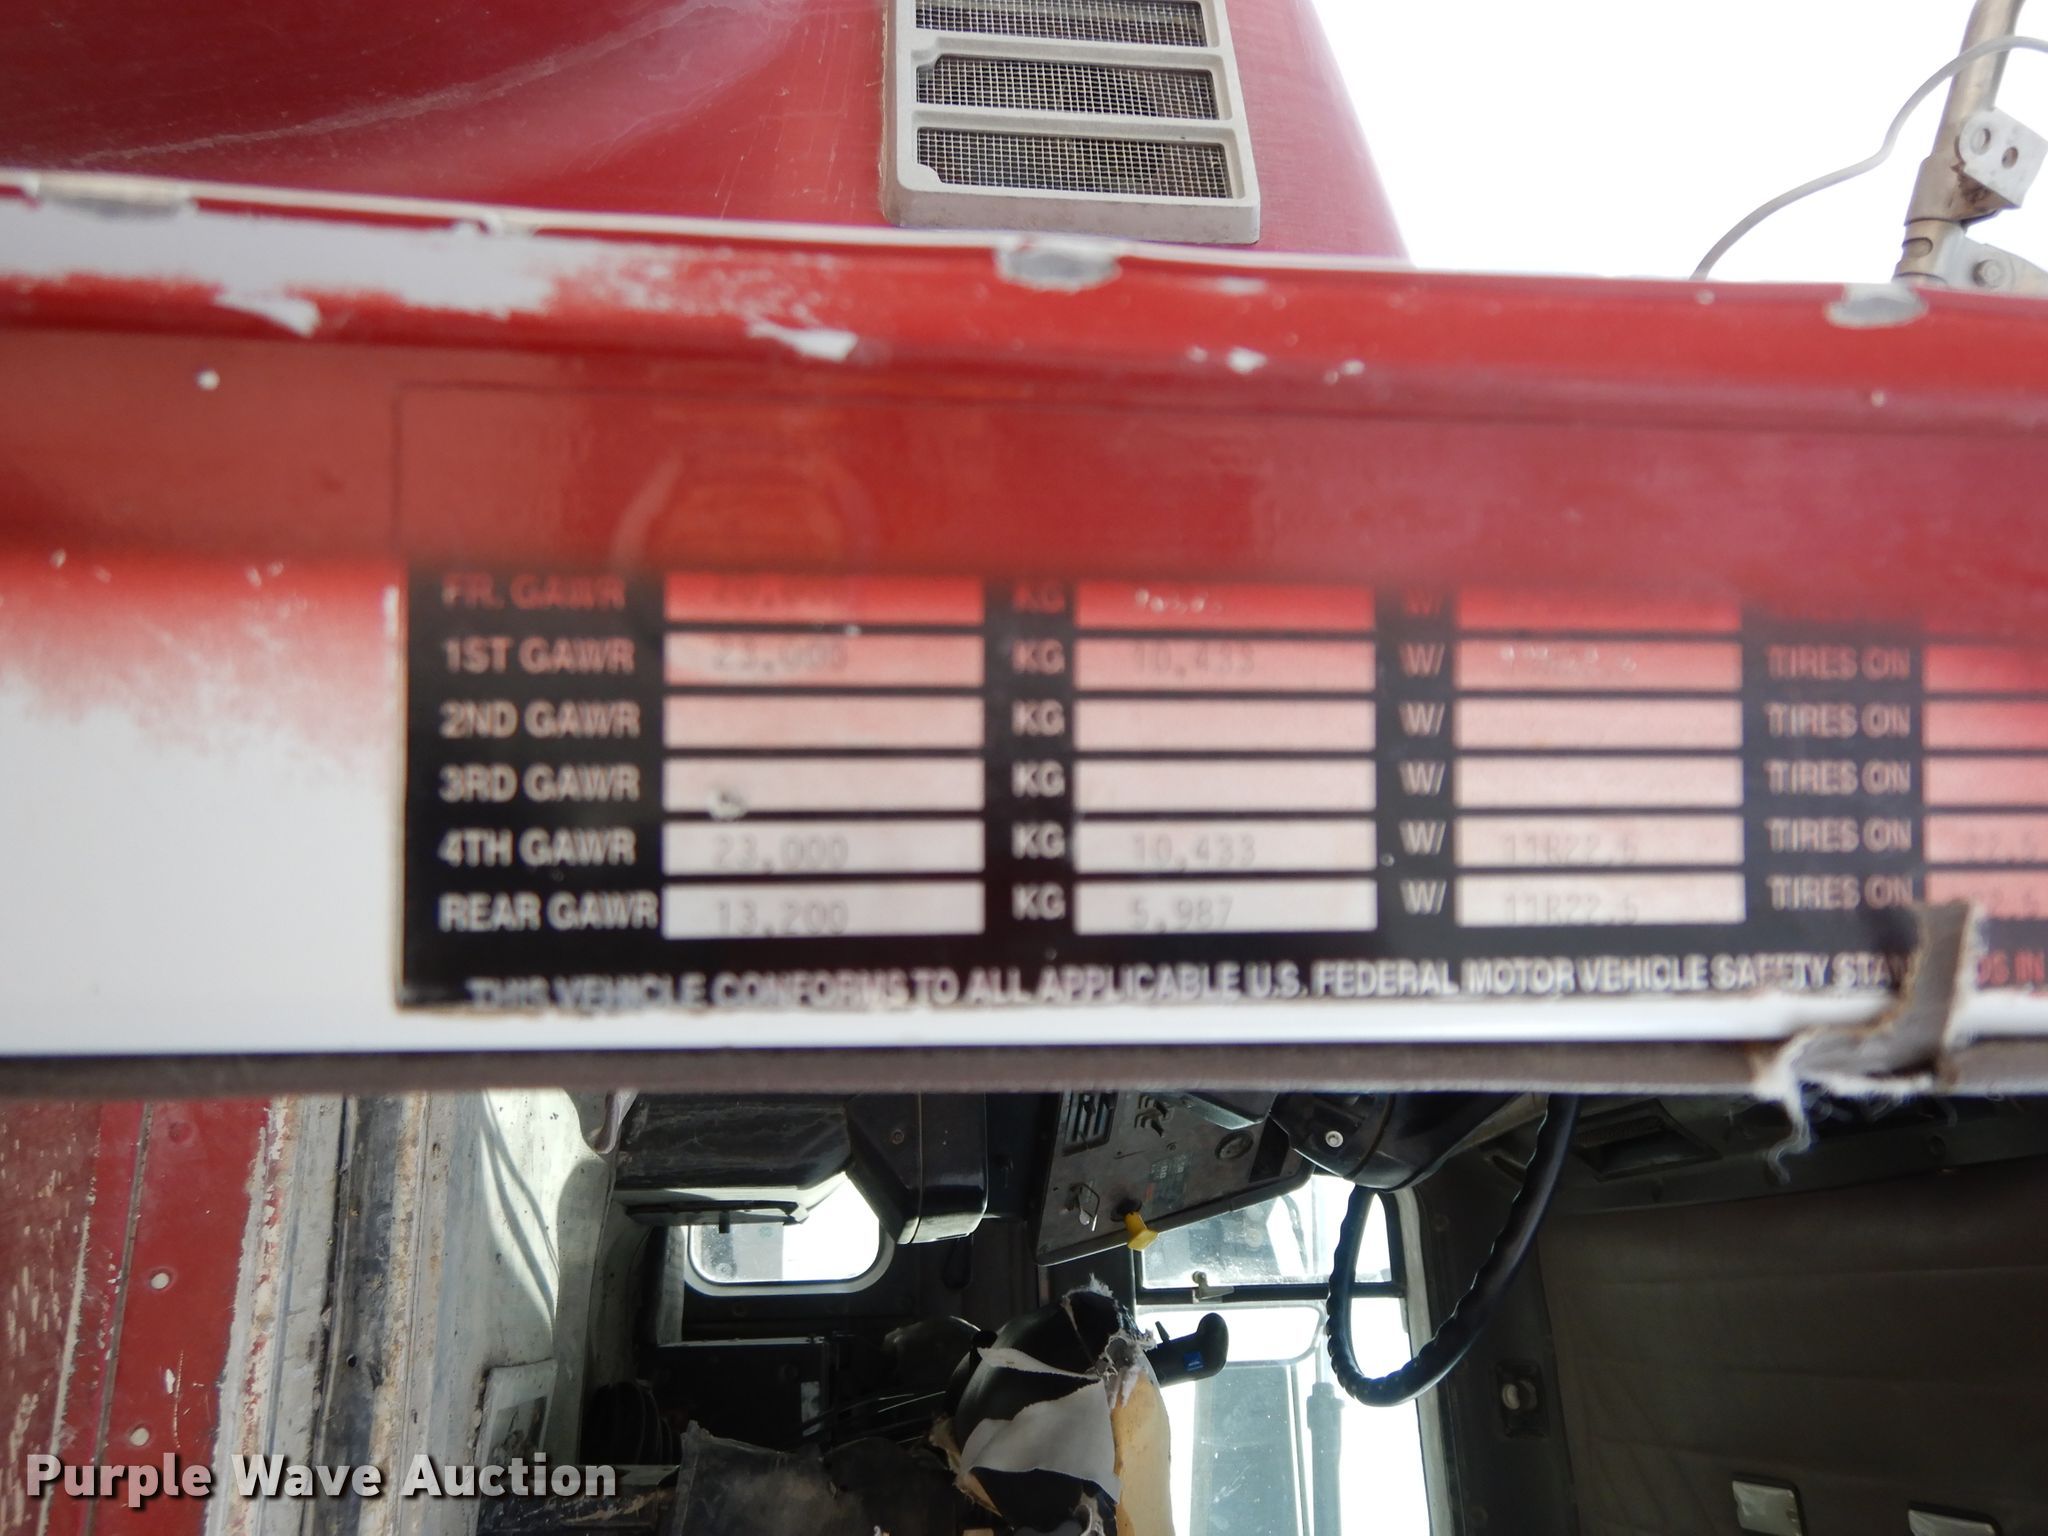 FR. GAWR KG W/
1ST GAWR 23,000 KG 10,433 W/ 11R22.5 TIRES ON
2ND GAWR KG W/ TIRES ON
3RD GAWR KG W/ TIRES ON
4TH GAWR 23,000 KG 10,433 W/ 11R22.5 TIRES ON
REAR GAWR 13,200 KG 5,987 W/ 11R22.5 TIRES ON
THIS VEHICLE CONFORMS TO ALL APPLICABLE U.S. FEDERAL MOTOR VEHICLE SAFETY IN
Purple Wave Auction